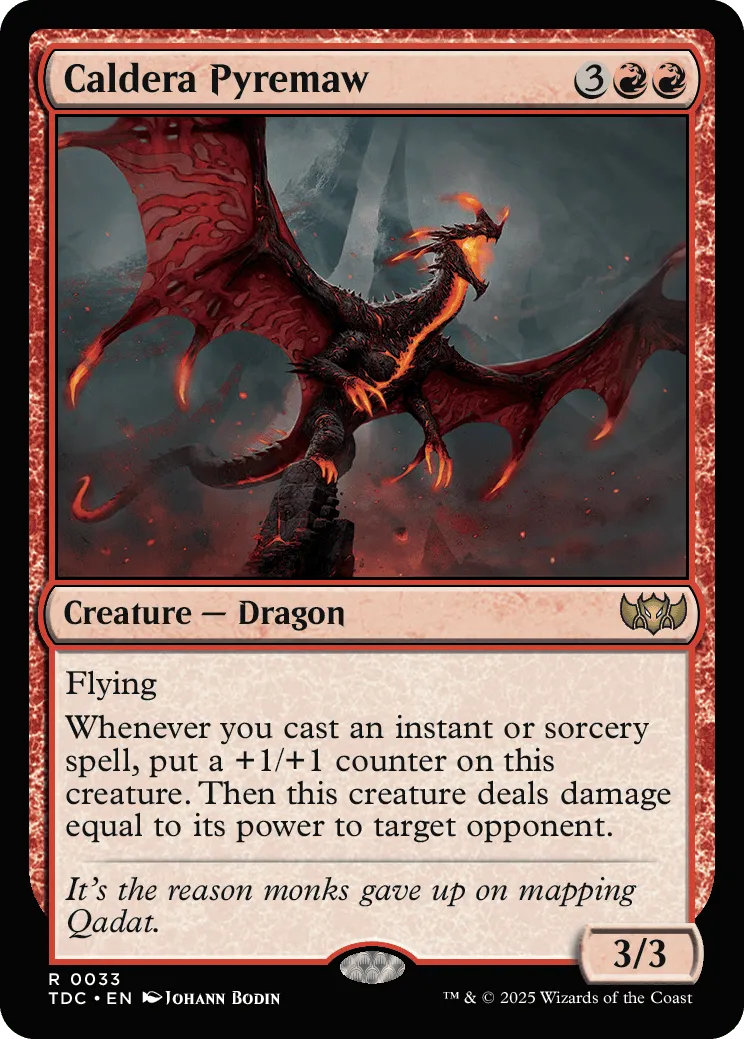 Caldera Pyremaw 3
Creature — Dragon
Flying
Whenever you cast an instant or sorcery
spell, put a +1/+1 counter on this
creature. Then this creature deals damage
equal to its power to target opponent.
It's the reason monks gave up on mapping
Qadat.
3/3
R 0033
TDC • EN Johann Bodin
™ & © 2025 Wizards of the Coast